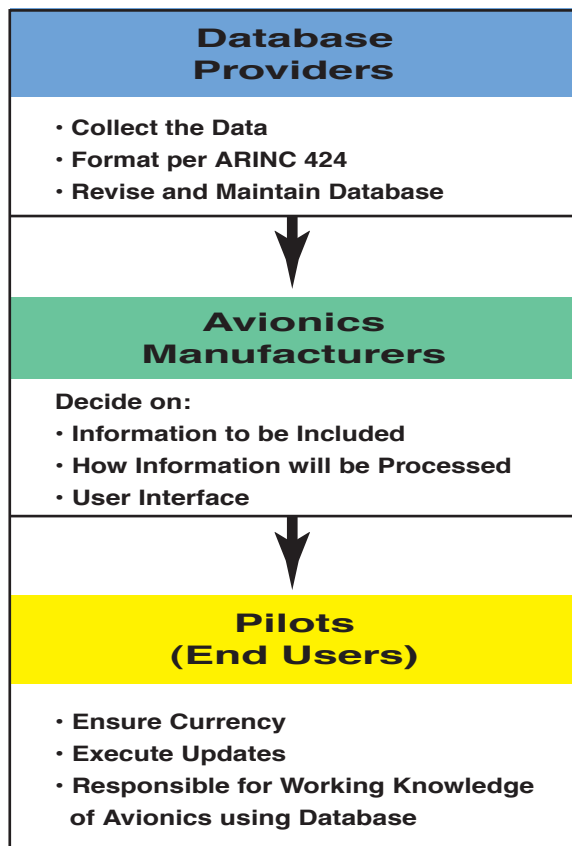 Database
Providers
• Collect the Data
• Format per ARINC 424
• Revise and Maintain Database
Avionics
Manufacturers
Decide on:
• Information to be Included
• How Information will be Processed
• User Interface
Pilots
(End Users)
• Ensure Currency
• Execute Updates
• Responsible for Working Knowledge
of Avionics using Database